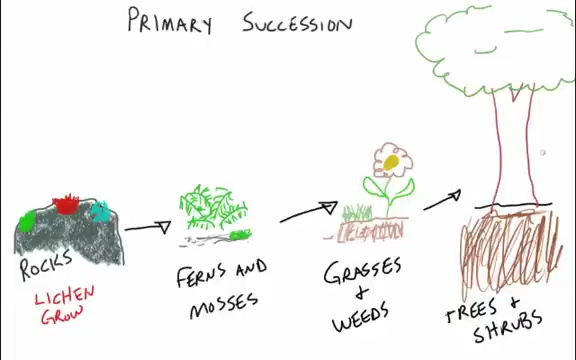 PRIMARY SUCCESSION
ROCKS
LICHEN
GROW
FERNS AND
MOSSES
GRASSES
&
WEEDS
TREES &
SHRUBS